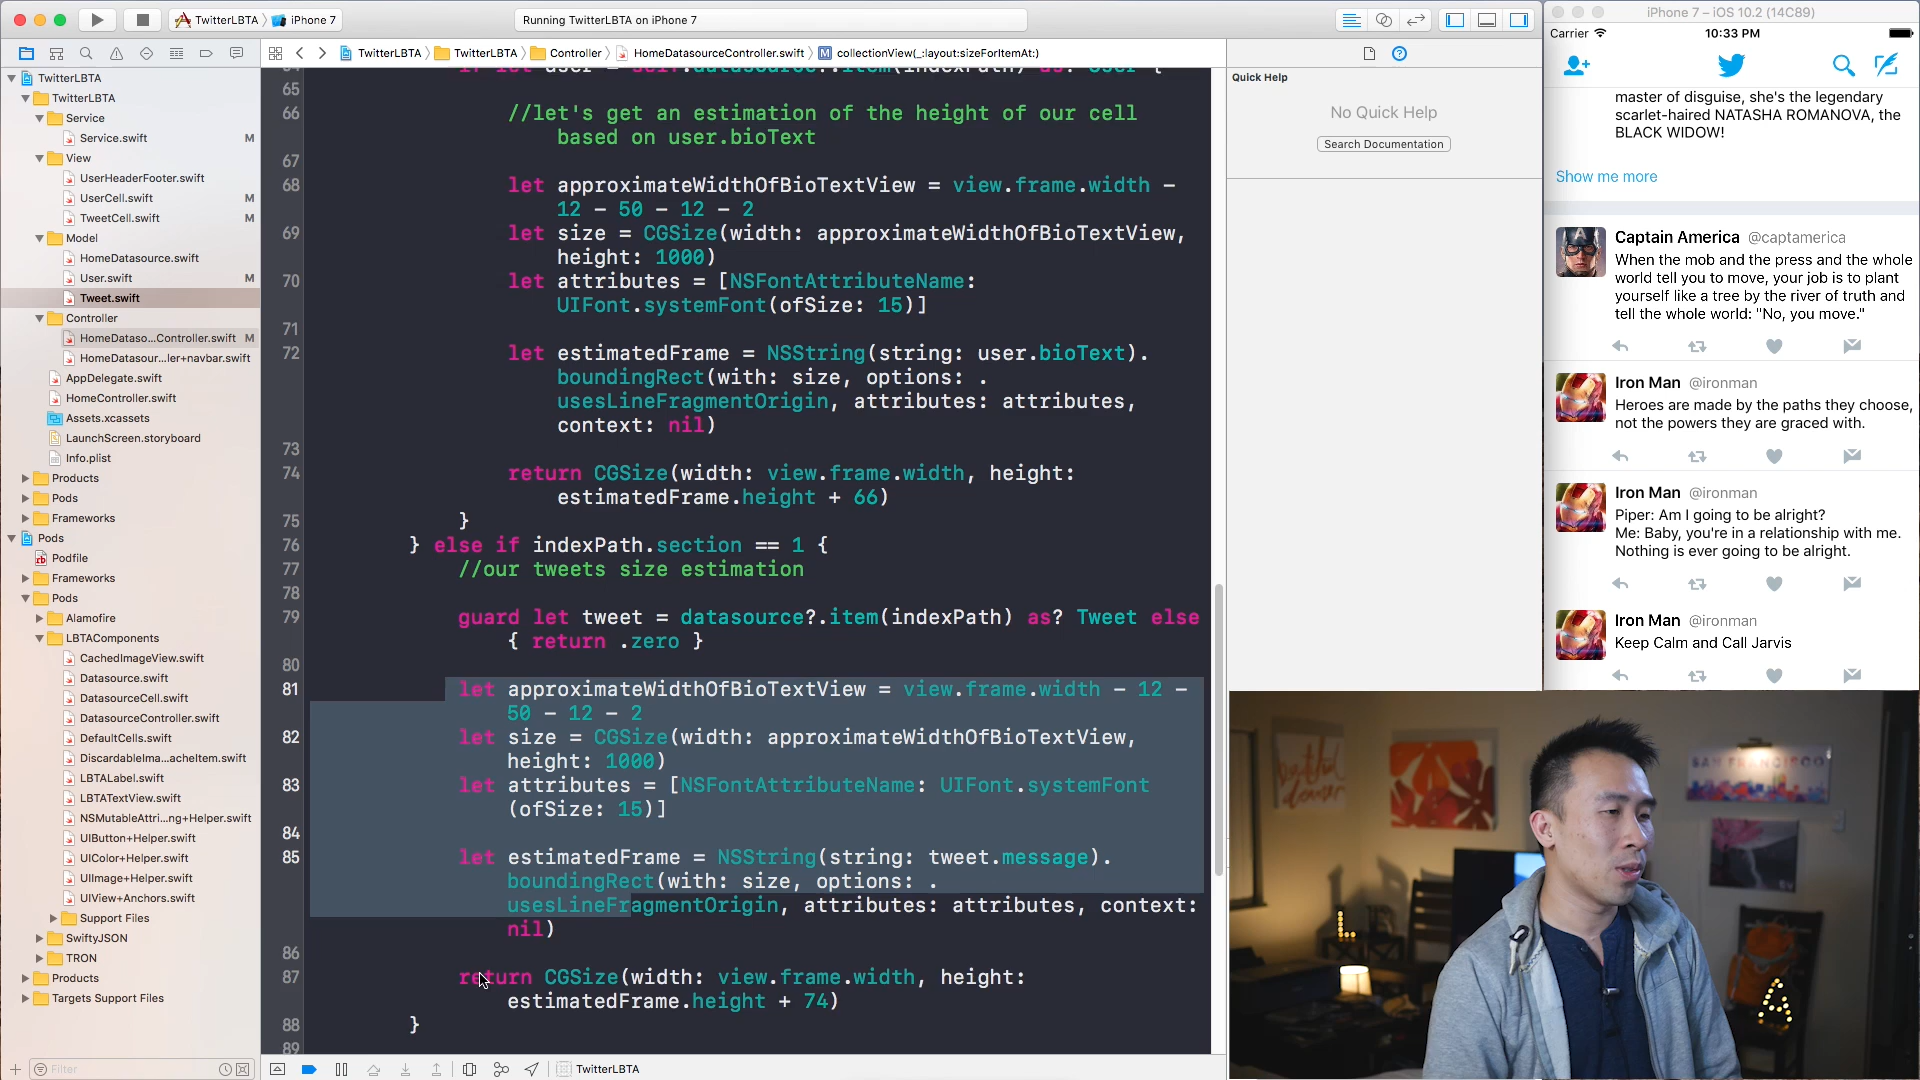 TwitterLBTA
iPhone 7
Running TwitterLBTA on iPhone 7
TwitterLBTA
TwitterLBTA
Controller
HomeDatasourceController.swift
M
collectionView(_:layout:sizeForItemAt:)
TwitterLBTA
TwitterLBTA
Service
Service.swift M
View
UserHeaderFooter.swift
UserCell.swift M
TweetCell.swift M
Model
HomeDatasource.swift
User.swift M
Tweet.swift
Controller
HomeDataso...Controller.swift M
HomeDatasour...ler+navbar.swift
AppDelegate.swift
HomeController.swift
Assets.xcassets
LaunchScreen.storyboard
Info.plist
Products
Pods
Frameworks
Pods
Podfile
Frameworks
Pods
Alamofire
LBTAComponents
CachedImageView.swift
Datasource.swift
DatasourceCell.swift
DatasourceController.swift
DefaultCells.swift
DiscardableIma...acheItem.swift
LBTALabel.swift
LBTATextView.swift
NSMutableAttri...ng+Helper.swift
UIButton+Helper.swift
UIColor+Helper.swift
UIImage+Helper.swift
UIView+Anchors.swift
Support Files
SwiftyJSON
TRON
Products
Targets Support Files
Filter
65
66 //let's get an estimation of the height of our cell
based on user.bioText
67
68 let approximateWidthOfBioTextView = view.frame.width -
12 - 50 - 12 - 2
69 let size = CGSize(width: approximateWidthOfBioTextView,
height: 1000)
70 let attributes = [NSFontAttributeName:
UIFont.systemFont(ofSize: 15)]
71
72 let estimatedFrame = NSString(string: user.bioText).
boundingRect(with: size, options: .
usesLineFragmentOrigin, attributes: attributes,
context: nil)
73
74 return CGSize(width: view.frame.width, height:
estimatedFrame.height + 66)
75 }
76 } else if indexPath.section == 1 {
77 //our tweets size estimation
78
79 guard let tweet = datasource?.item(indexPath) as? Tweet else
{ return .zero }
80
81 let approximateWidthOfBioTextView = view.frame.width - 12 -
50 - 12 - 2
82 let size = CGSize(width: approximateWidthOfBioTextView,
height: 1000)
83 let attributes = [NSFontAttributeName: UIFont.systemFont
(ofSize: 15)]
84
85 let estimatedFrame = NSString(string: tweet.message).
boundingRect(with: size, options: .
usesLineFragmentOrigin, attributes: attributes, context:
nil)
86
87 return CGSize(width: view.frame.width, height:
estimatedFrame.height + 74)
88 }
89
TwitterLBTA
Quick Help
No Quick Help
Search Documentation
iPhone 7 – iOS 10.2 (14C89)
Carrier 10:33 PM
master of disguise, she's the legendary
scarlet-haired NATASHA ROMANOVA, the
BLACK WIDOW!
Show me more
Captain America @captamerica
When the mob and the press and the whole
world tell you to move, your job is to plant
yourself like a tree by the river of truth and
tell the whole world: "No, you move."
Iron Man @ironman
Heroes are made by the paths they choose,
not the powers they are graced with.
Iron Man @ironman
Piper: Am I going to be alright?
Me: Baby, you're in a relationship with me.
Nothing is ever going to be alright.
Iron Man @ironman
Keep Calm and Call Jarvis
SAN FRANCISCO
L
A